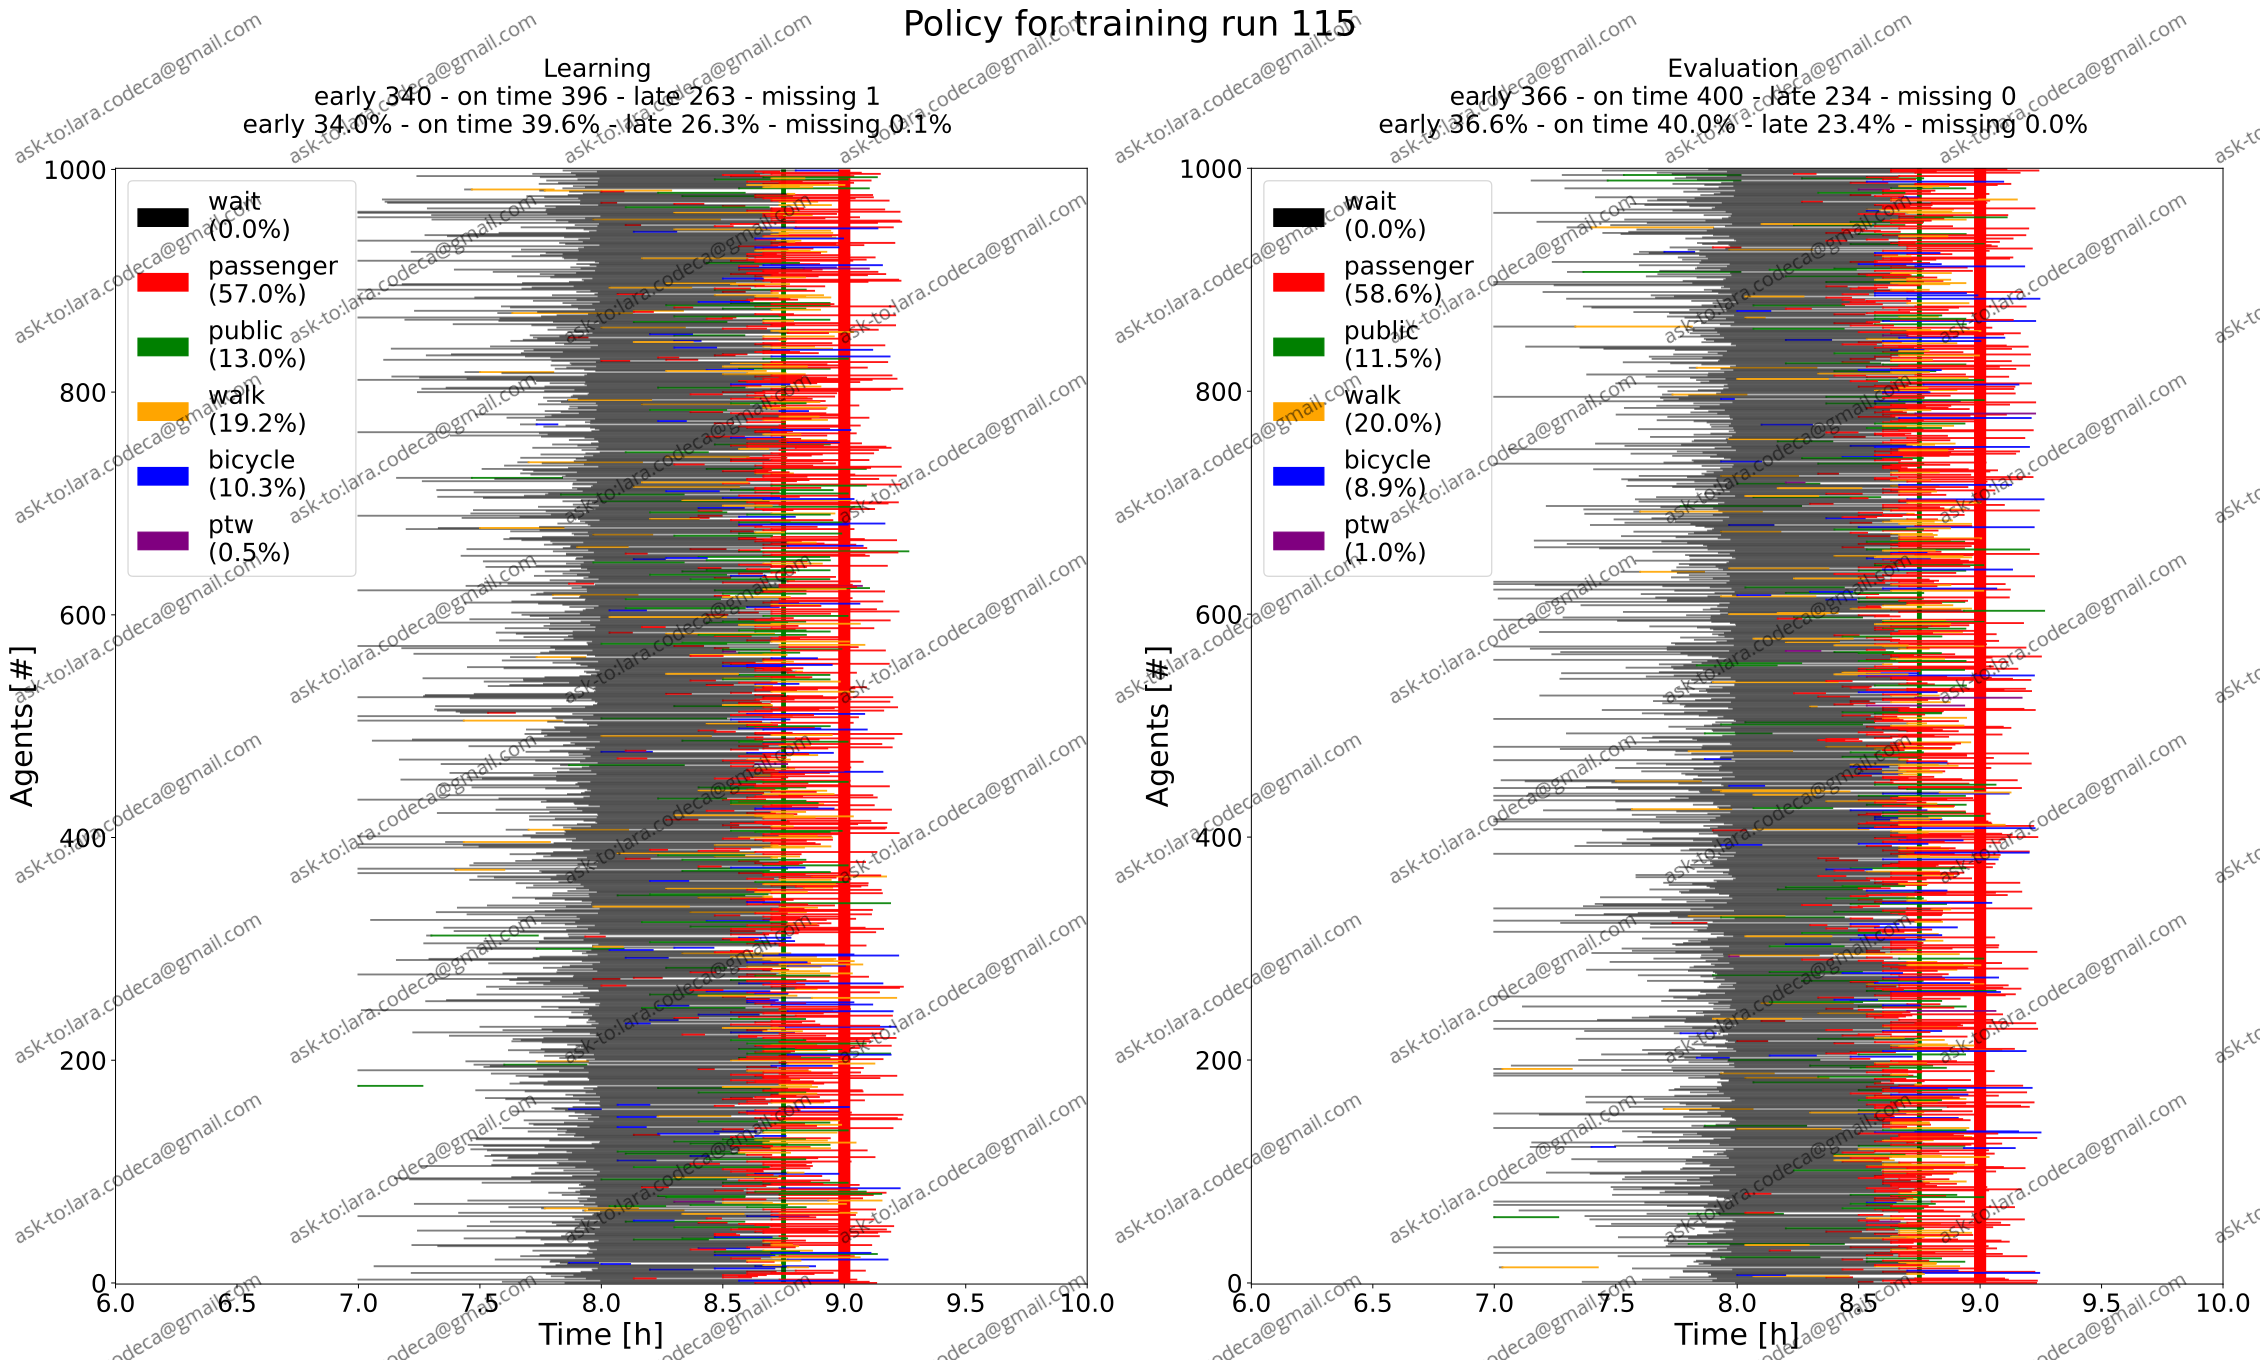 Policy for training run 115
Learning
early 340 - on time 396 - late 263 - missing 1
early 34.0% - on time 39.6% - late 26.3% - missing 0.1%
1000
800
600
400
200
0
Agents [#]
wait
(0.0%)
passenger
(57.0%)
public
(13.0%)
walk
(19.2%)
bicycle
(10.3%)
ptw
(0.5%)
6.0 6.5 7.0 7.5 8.0 8.5 9.0 9.5 10.0
Time [h]
Evaluation
early 366 - on time 400 - late 234 - missing 0
early 36.6% - on time 40.0% - late 23.4% - missing 0.0%
1000
800
600
400
200
0
Agents [#]
wait
(0.0%)
passenger
(58.6%)
public
(11.5%)
walk
(20.0%)
bicycle
(8.9%)
ptw
(1.0%)
6.0 6.5 7.0 7.5 8.0 8.5 9.0 9.5 10.0
Time [h]
ask-to:lara.codeca@gmail.com